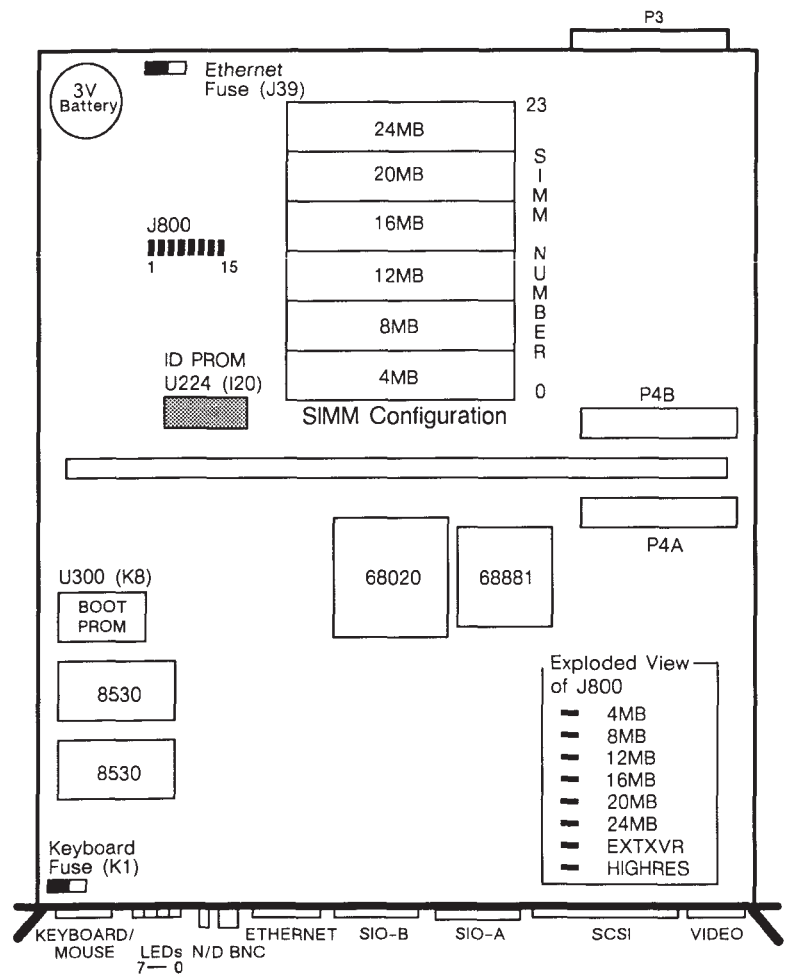 P3
Ethernet
Fuse (J39)
3V
Battery
23
24MB
20MB
16MB
12MB
8MB
4MB
SIMM NUMBER
0
SIMM Configuration
J800
1 15
ID PROM
U224 (I20)
P4B
P4A
68020
68881
U300 (K8)
BOOT
PROM
8530
8530
Exploded View
of J800
4MB
8MB
12MB
16MB
20MB
24MB
EXTXVR
HIGHRES
Keyboard
Fuse (K1)
KEYBOARD/
MOUSE
LEDs
7— 0
N/D BNC
ETHERNET
SIO-B
SIO-A
SCSI
VIDEO